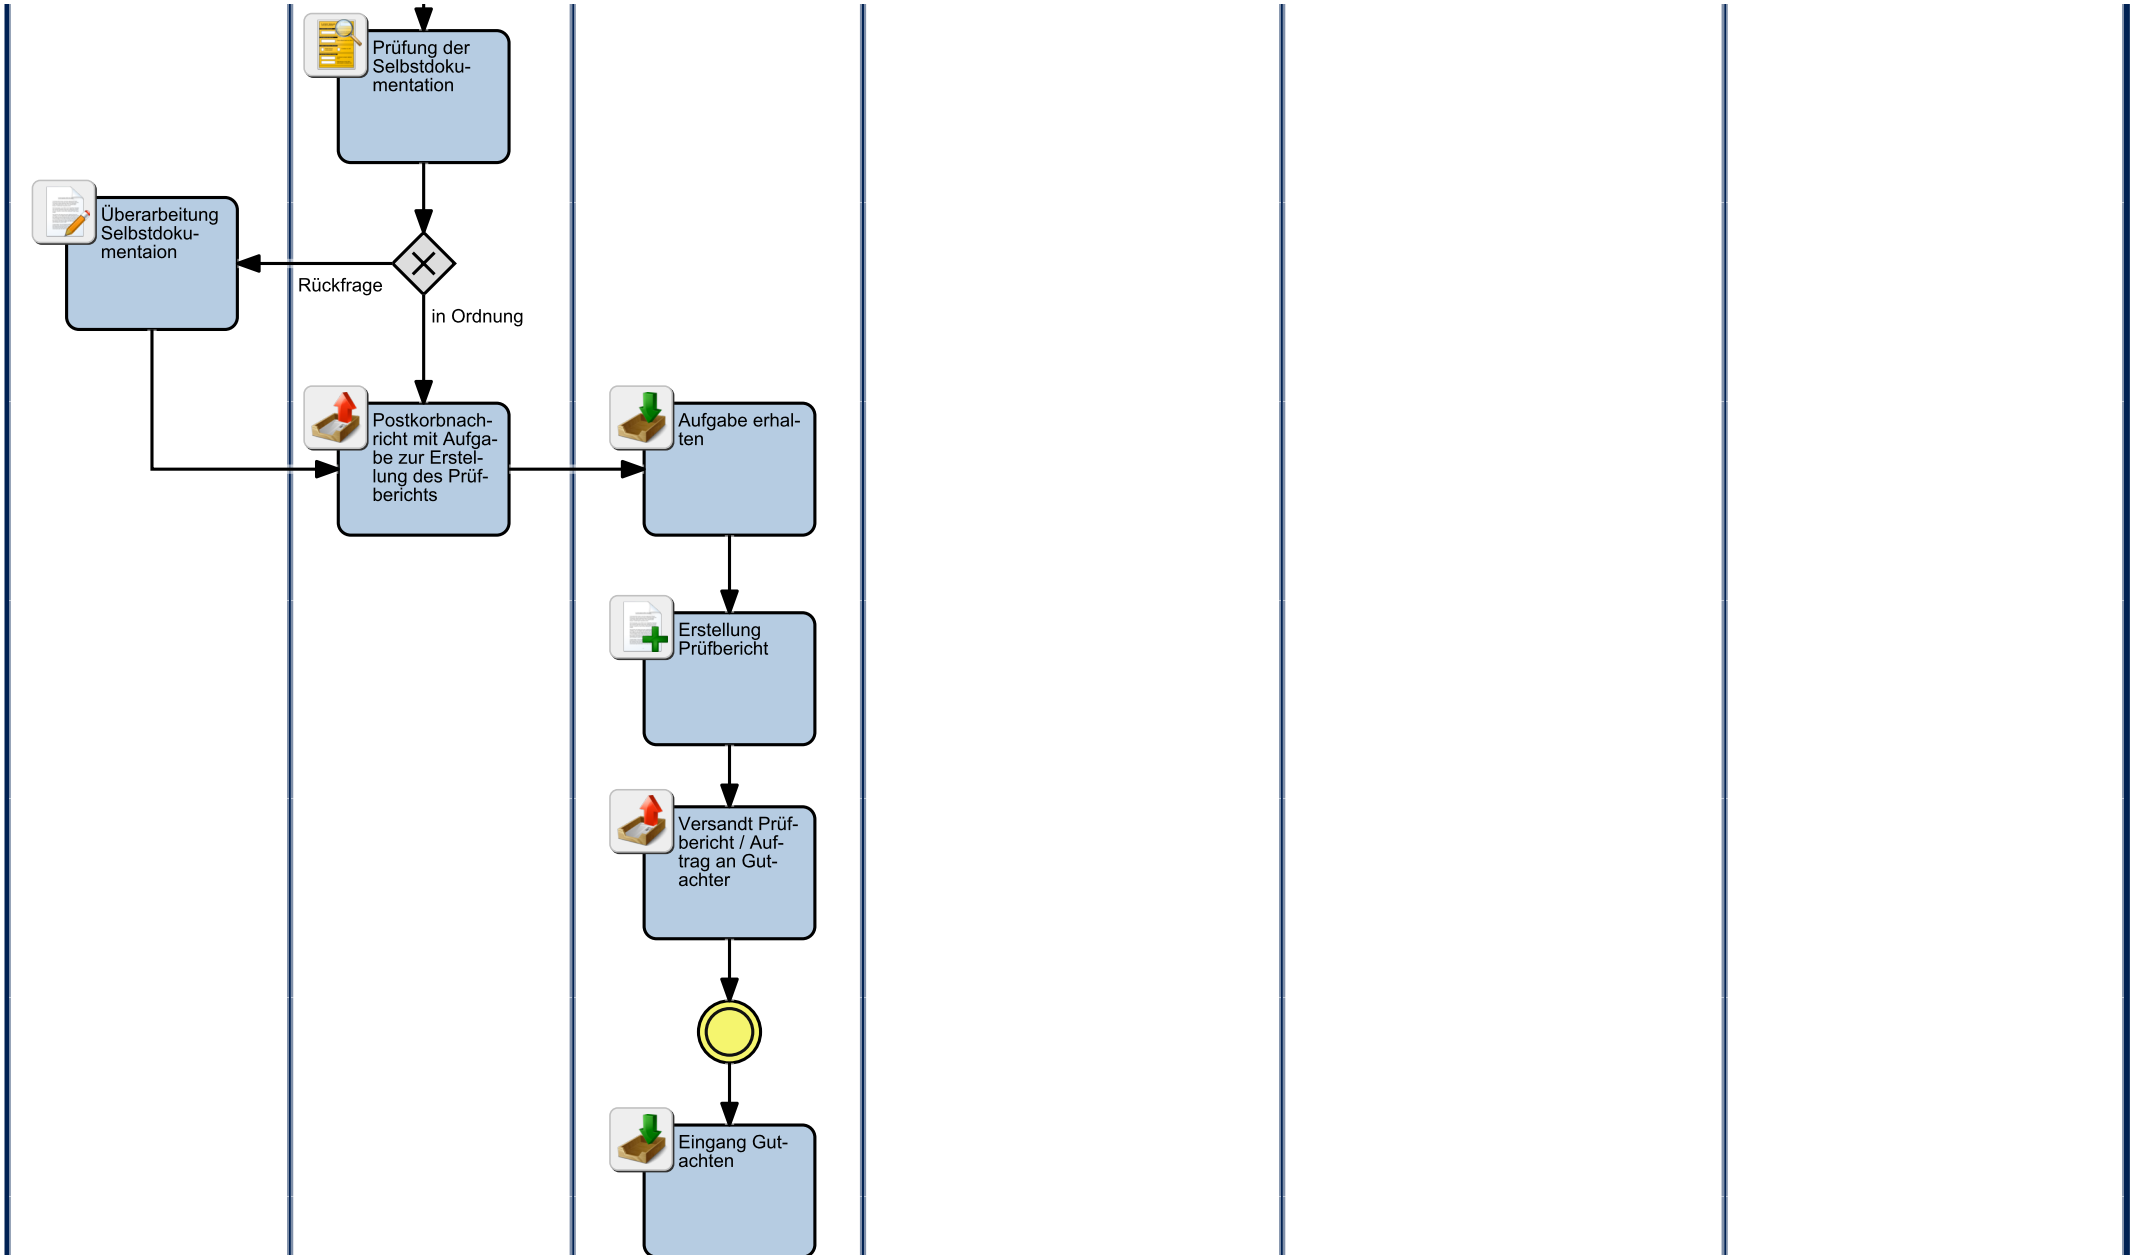 Prüfung der
Selbstdoku-
mentation
Überarbeitung
Selbstdoku-
mentaion
Rückfrage
in Ordnung
Postkorbnach-
richt mit Aufga-
be zur Erstel-
lung des Prüf-
berichts
Aufgabe erhal-
ten
Erstellung
Prüfbericht
Versandt Prüf-
bericht / Auf-
trag an Gut-
achter
Eingang Gut-
achten